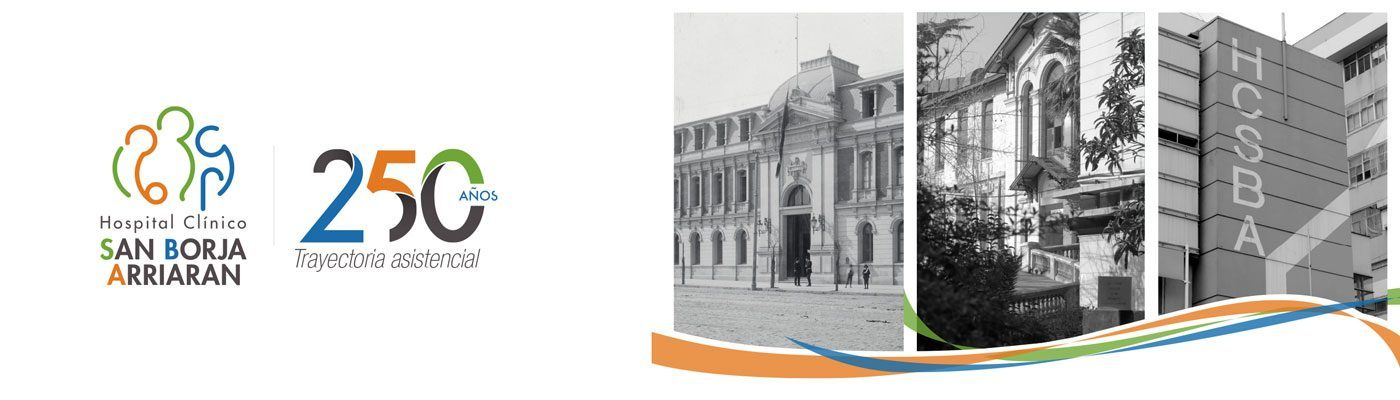 Hospital Clínico
SAN BORJA
ARRIARAN
250 AÑOS
Trayectoria asistencial
HCSBA